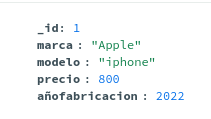 _id: 1
marca : "Apple"
modelo : "iphone"
precio : 800
añofabricacion : 2022